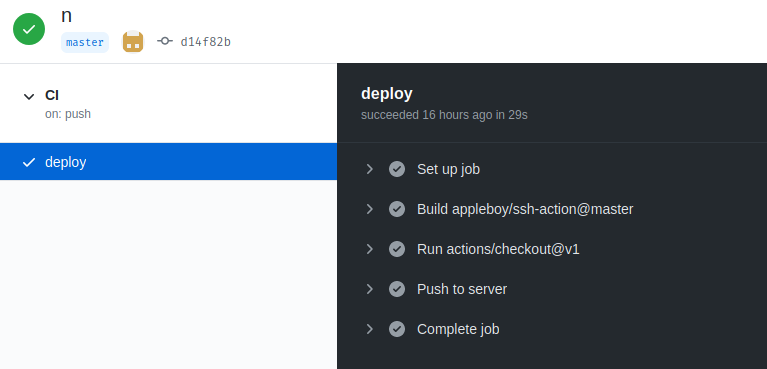 n
master d14f82b
CI
on: push
deploy
deploy
succeeded 16 hours ago in 29s
Set up job
Build appleboy/ssh-action@master
Run actions/checkout@v1
Push to server
Complete job